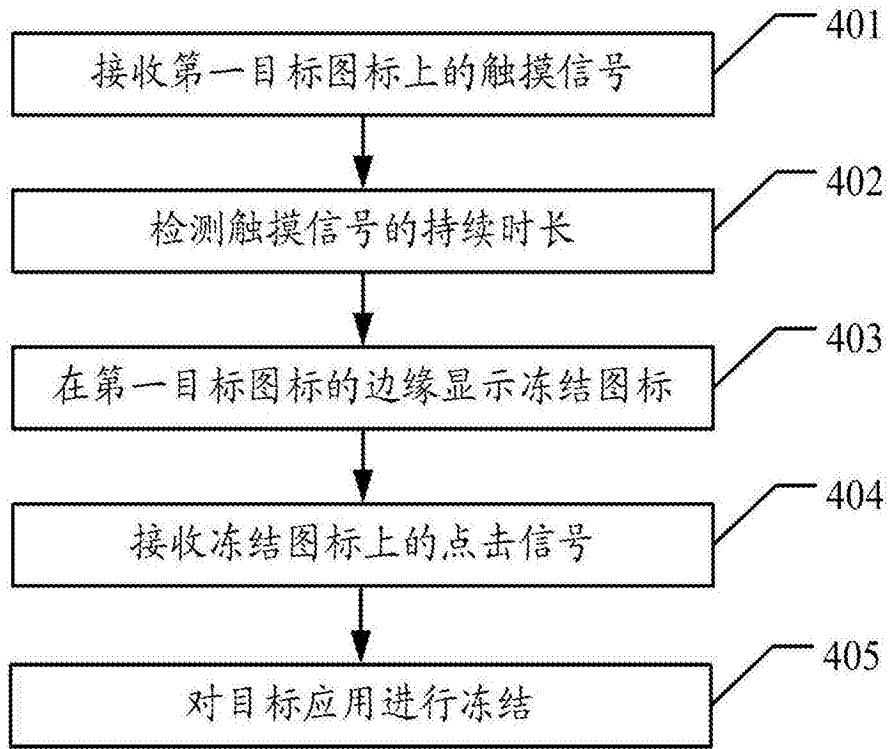 接收第一目标图标上的触摸信号
401
检测触摸信号的持续时长
402
在第一目标图标的边缘显示冻结图标
403
接收冻结图标上的点击信号
404
对目标应用进行冻结
405